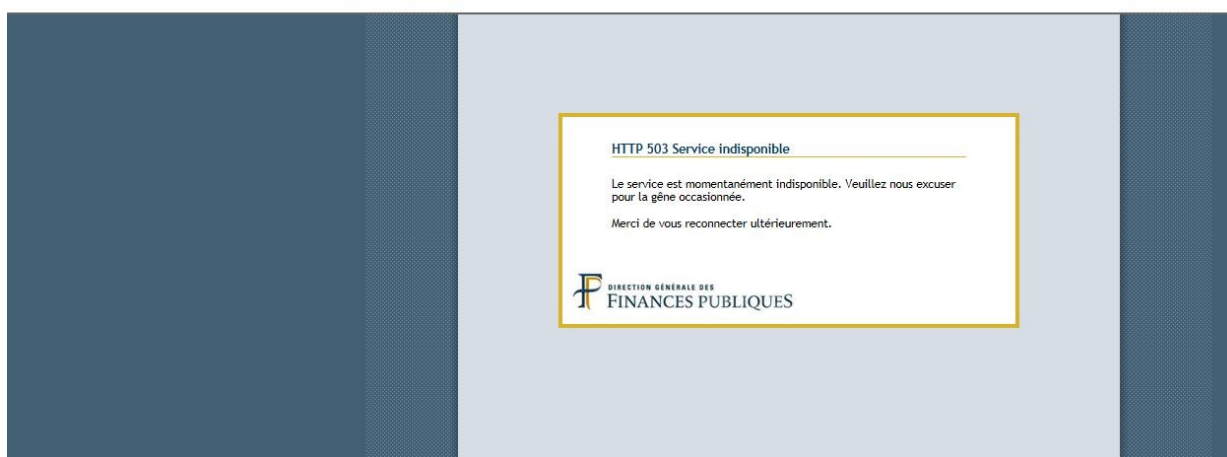 HTTP 503 Service indisponible
Le service est momentanément indisponible. Veuillez nous excuser
pour la gêne occasionnée.
Merci de vous reconnecter ultérieurement.
DIRECTION GÉNÉRALE DES
FINANCES PUBLIQUES